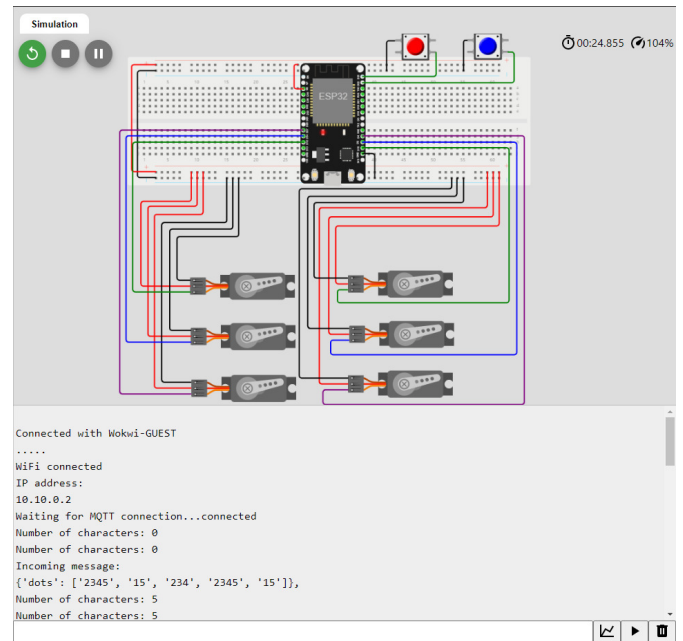 Simulation
00:24.855 104%
ESP32
Connected with Wokwi-GUEST
.....
WiFi connected
IP address:
10.10.0.2
Waiting for MQTT connection...connected
Number of characters: 0
Number of characters: 0
Incoming message:
{'dots': ['2345', '15', '234', '2345', '15']},
Number of characters: 5
Number of characters: 5